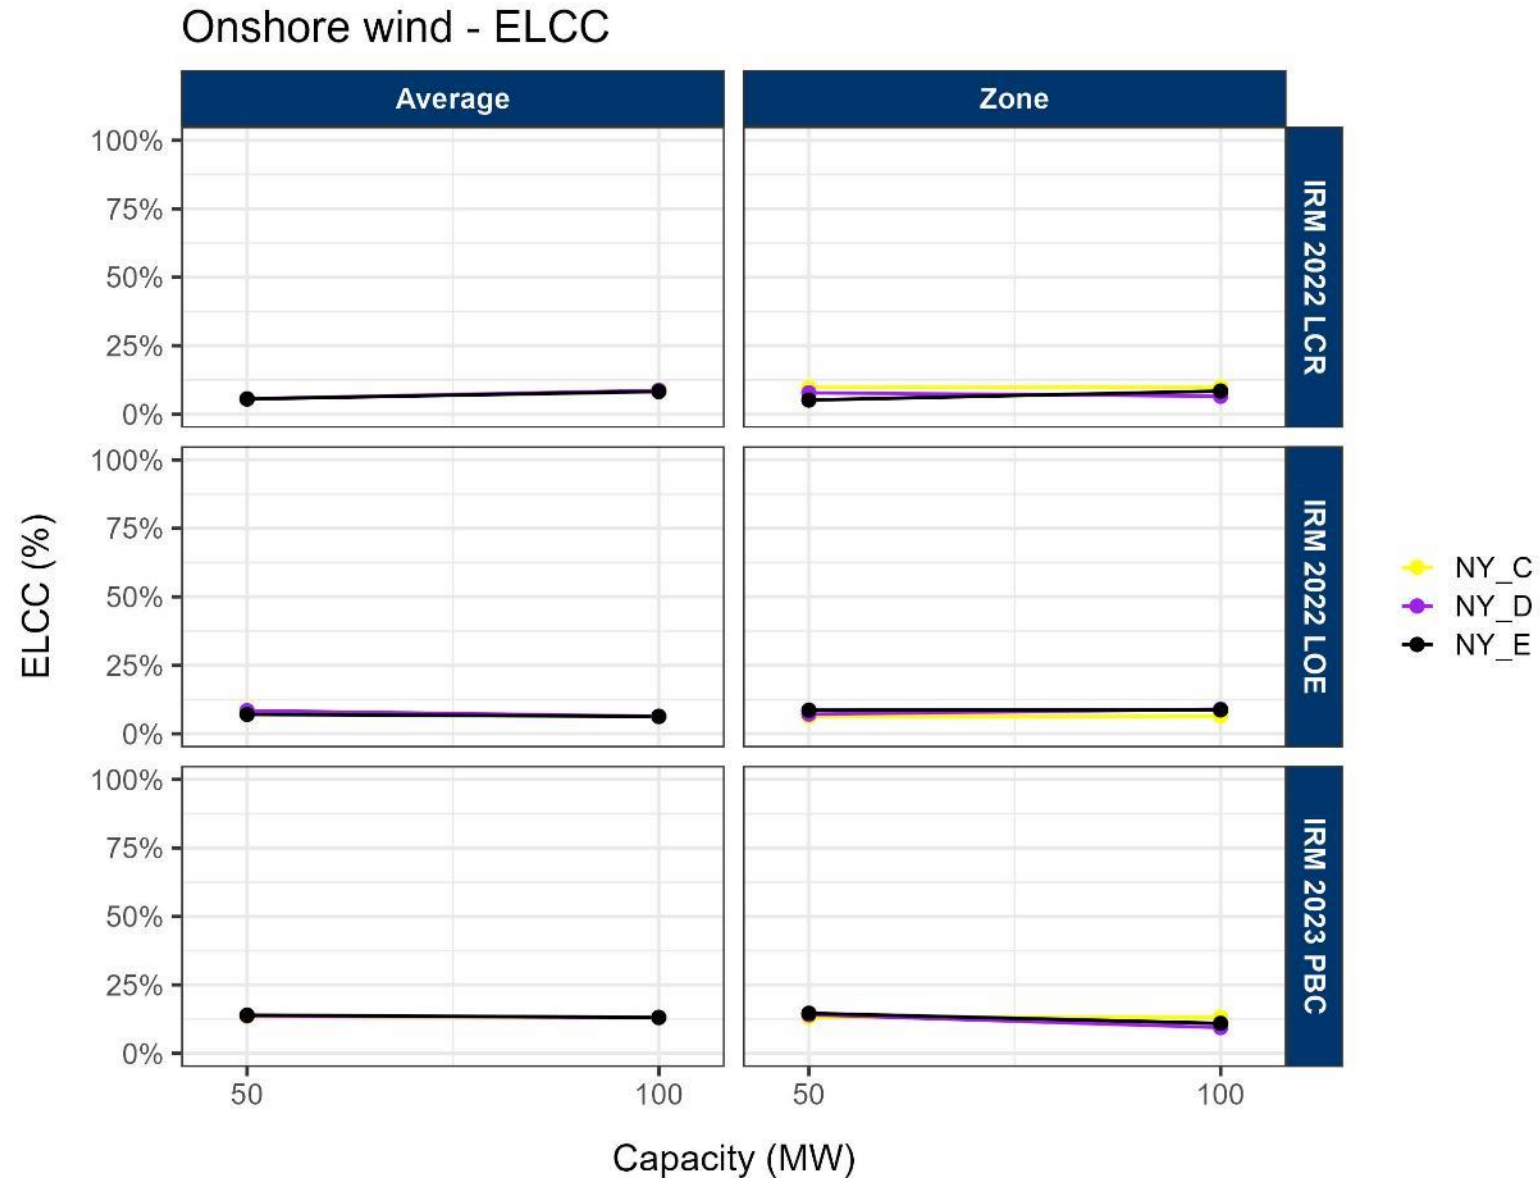 Onshore wind - ELCC
Average
Zone
100%
75%
50%
25%
0%
IRM 2022 LCR
100%
75%
50%
25%
0%
IRM 2022 LOE
100%
75%
50%
25%
0%
IRM 2023 PBC
ELCC (%)
50
100
50
100
Capacity (MW)
NY_C
NY_D
NY_E